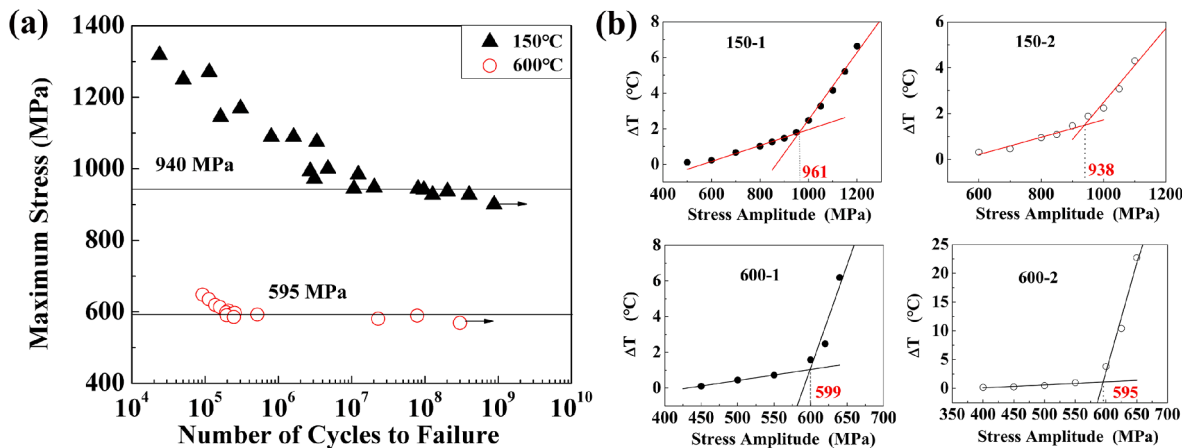 (a)
Maximum Stress (MPa)
1400
1200
1000
800
600
400
150°C
600°C
940 MPa
595 MPa
10^4 10^5 10^6 10^7 10^8 10^9 10^10
Number of Cycles to Failure
(b)
150-1
ΔT (°C)
8
6
4
2
0
961
400 600 800 1000 1200
Stress Amplitude (MPa)
150-2
ΔT (°C)
6
4
2
0
938
600 800 1000 1200
Stress Amplitude (MPa)
600-1
ΔT (°C)
8
6
4
2
0
599
400 450 500 550 600 650 700
Stress Amplitude (MPa)
600-2
ΔT (°C)
25
20
15
10
5
0
595
350 400 450 500 550 600 650 700
Stress Amplitude (MPa)